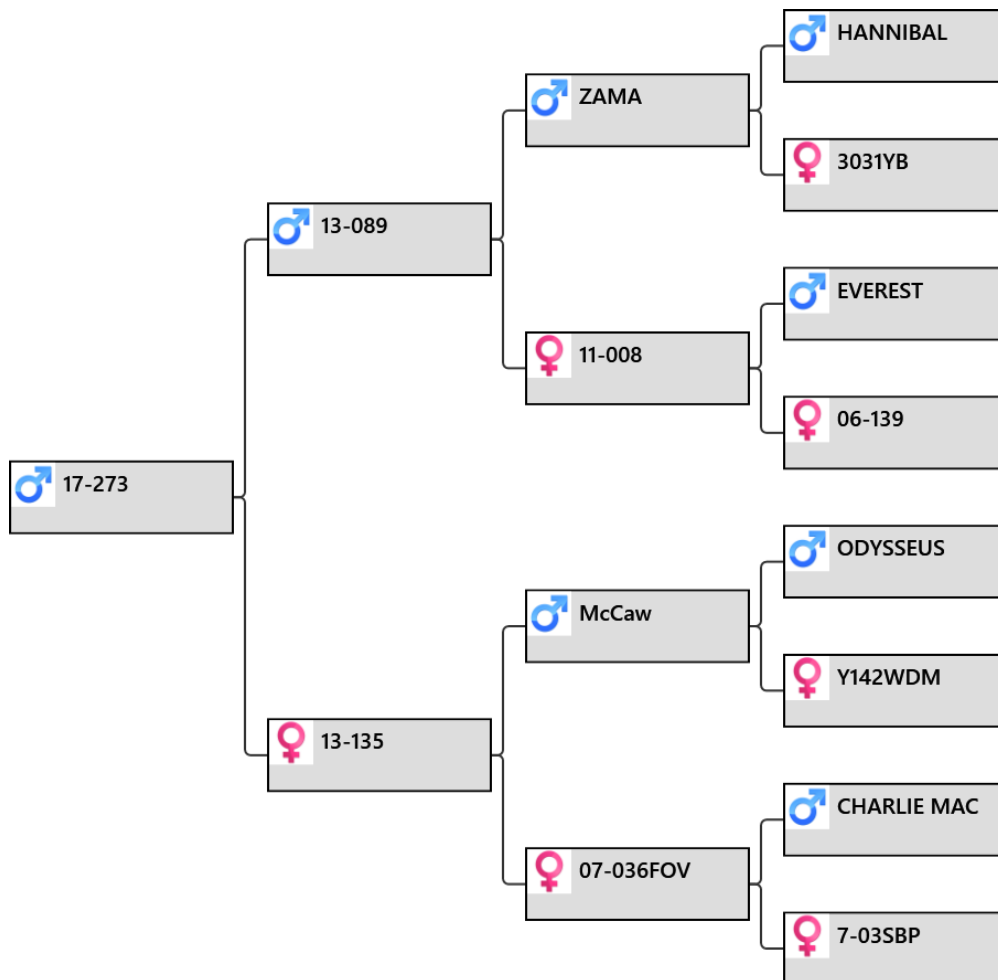 HANNIBAL
ZAMA
3031YB
13-089
EVEREST
11-008
06-139
17-273
ODYSSEUS
McCaw
Y142WDM
13-135
CHARLIE MAC
07-036FOV
7-03SBP